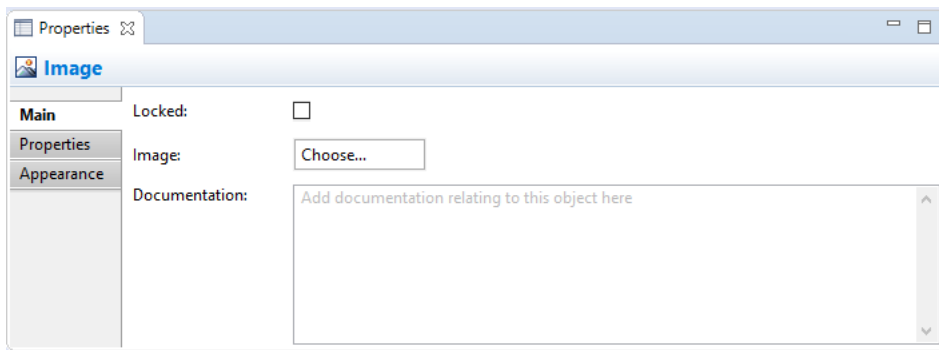 Properties
Image
Main
Locked:
Properties
Image:
Choose...
Appearance
Documentation:
Add documentation relating to this object here